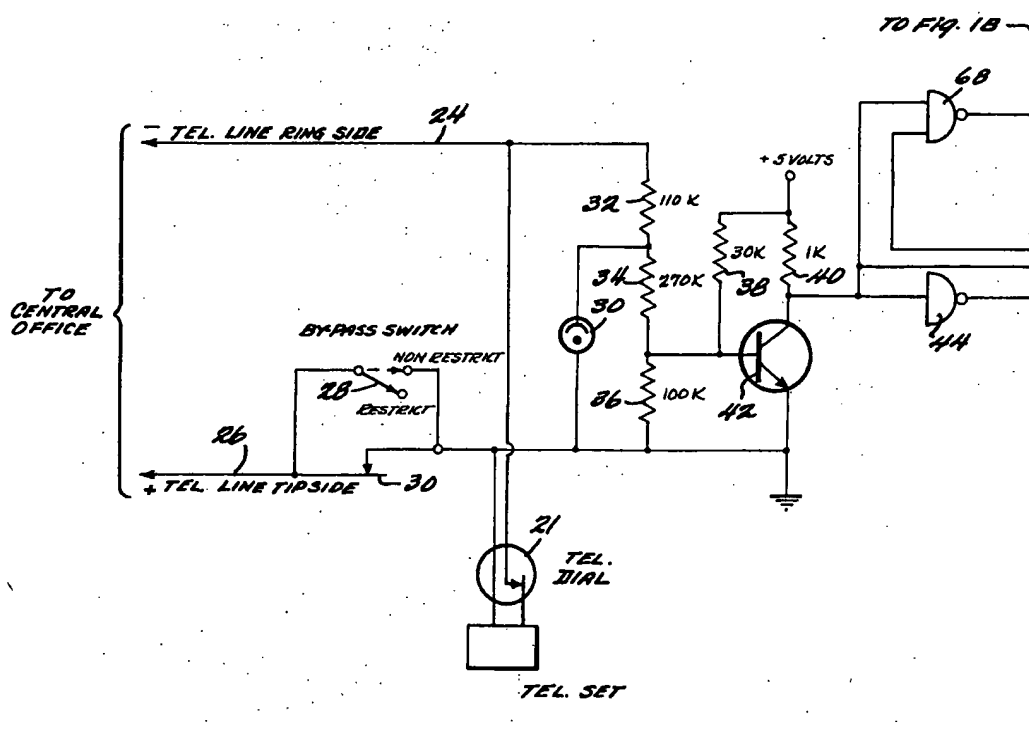 TO FIG. 1B
68
24
— TEL. LINE RING SIDE
+5 VOLTS
32
110 K
30K
1K
34
270K
38
40
30
TO
CENTRAL
OFFICE
BY-PASS SWITCH
NON RESTRICT
28
RESTRICT
44
36
100K
42
26
+ TEL. LINE TIP SIDE
30
21
TEL.
DIAL
TEL. SET